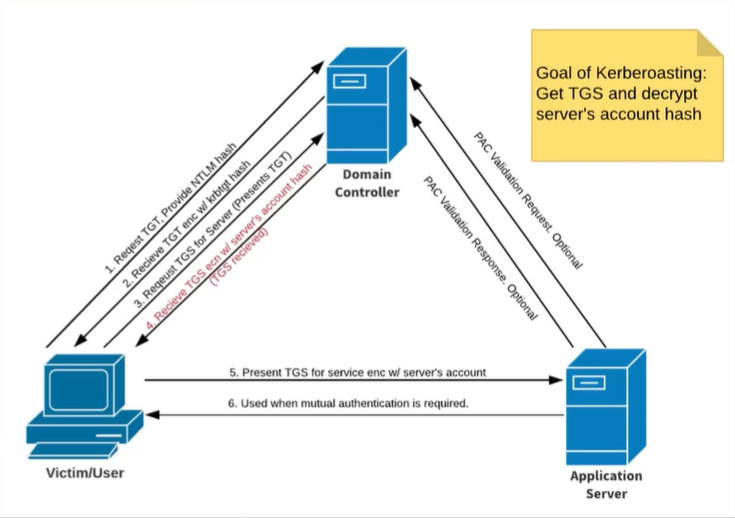 Goal of Kerberoasting:
Get TGS and decrypt
server's account hash
Domain
Controller
1. Reqest TGT, Provide NTLM hash
2. Recieve TGT enc w/ krbtgt hash
3. Reqeust TGS for Server (Presents TGT)
4. Recieve TGS ecn w/ server's account hash
(TGS recieved)
PAC Validation Request. Optional
PAC Validation Response. Optional
5. Present TGS for service enc w/ server's account
6. Used when mutual authentication is required.
Victim/User
Application
Server